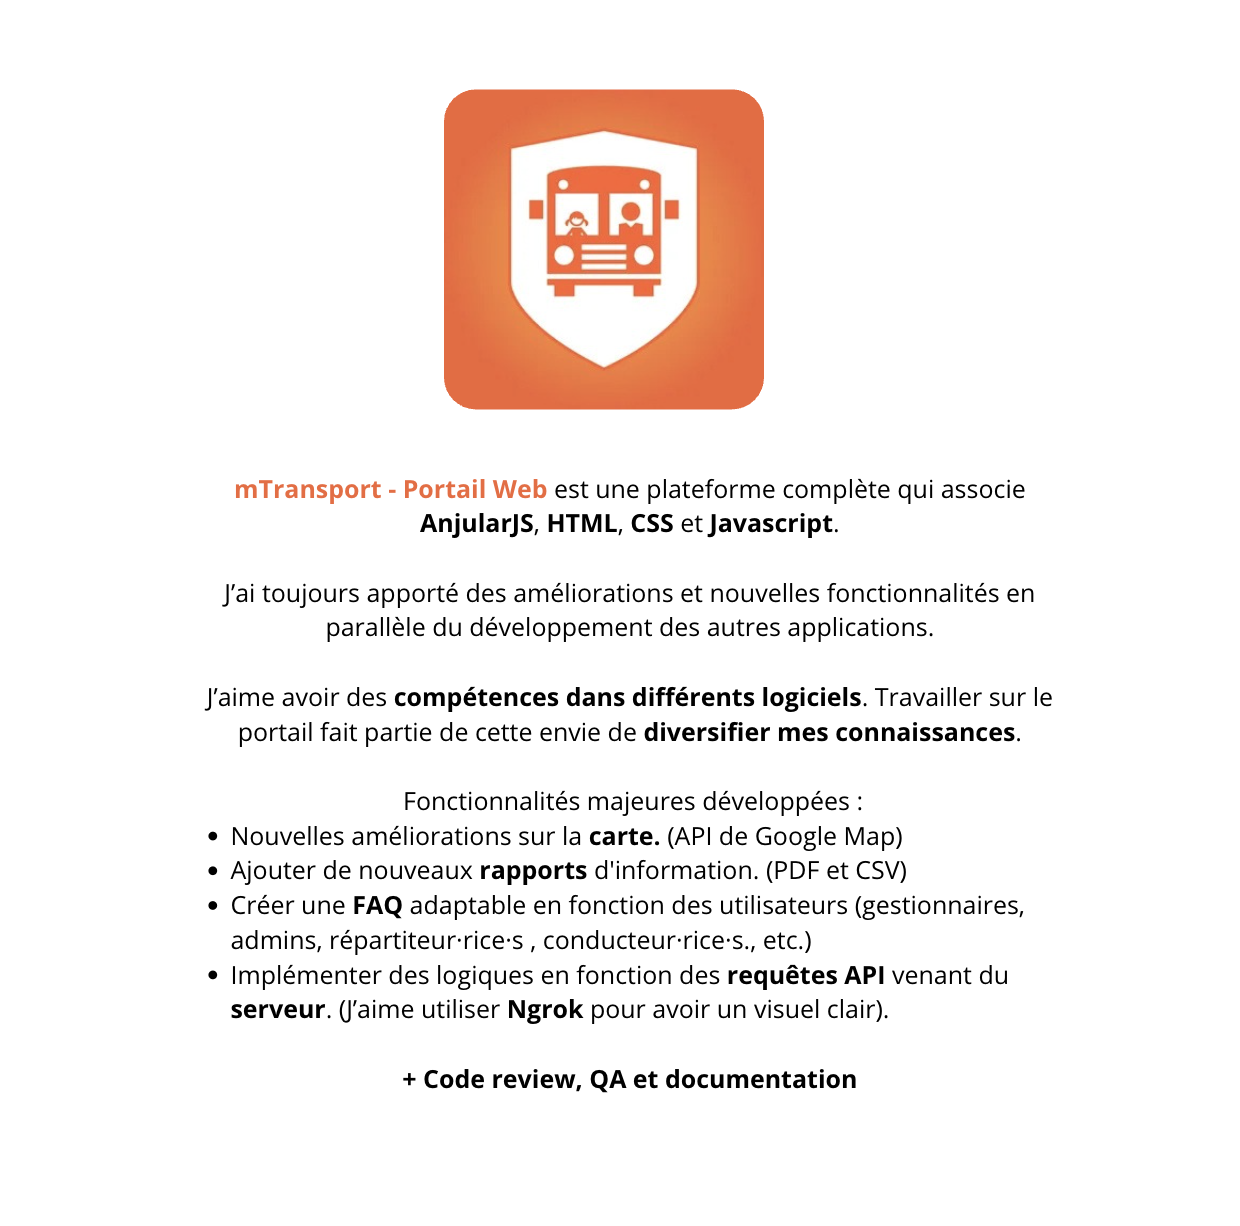 mTransport - Portail Web est une plateforme complète qui associe
AnjularJS, HTML, CSS et Javascript.
J’ai toujours apporté des améliorations et nouvelles fonctionnalités en
parallèle du développement des autres applications.
J’aime avoir des compétences dans différents logiciels. Travailler sur le
portail fait partie de cette envie de diversifier mes connaissances.
Fonctionnalités majeures développées :
• Nouvelles améliorations sur la carte. (API de Google Map)
• Ajouter de nouveaux rapports d'information. (PDF et CSV)
• Créer une FAQ adaptable en fonction des utilisateurs (gestionnaires,
admins, répartiteur·rice·s , conducteur·rice·s., etc.)
• Implémenter des logiques en fonction des requêtes API venant du
serveur. (J’aime utiliser Ngrok pour avoir un visuel clair).
+ Code review, QA et documentation